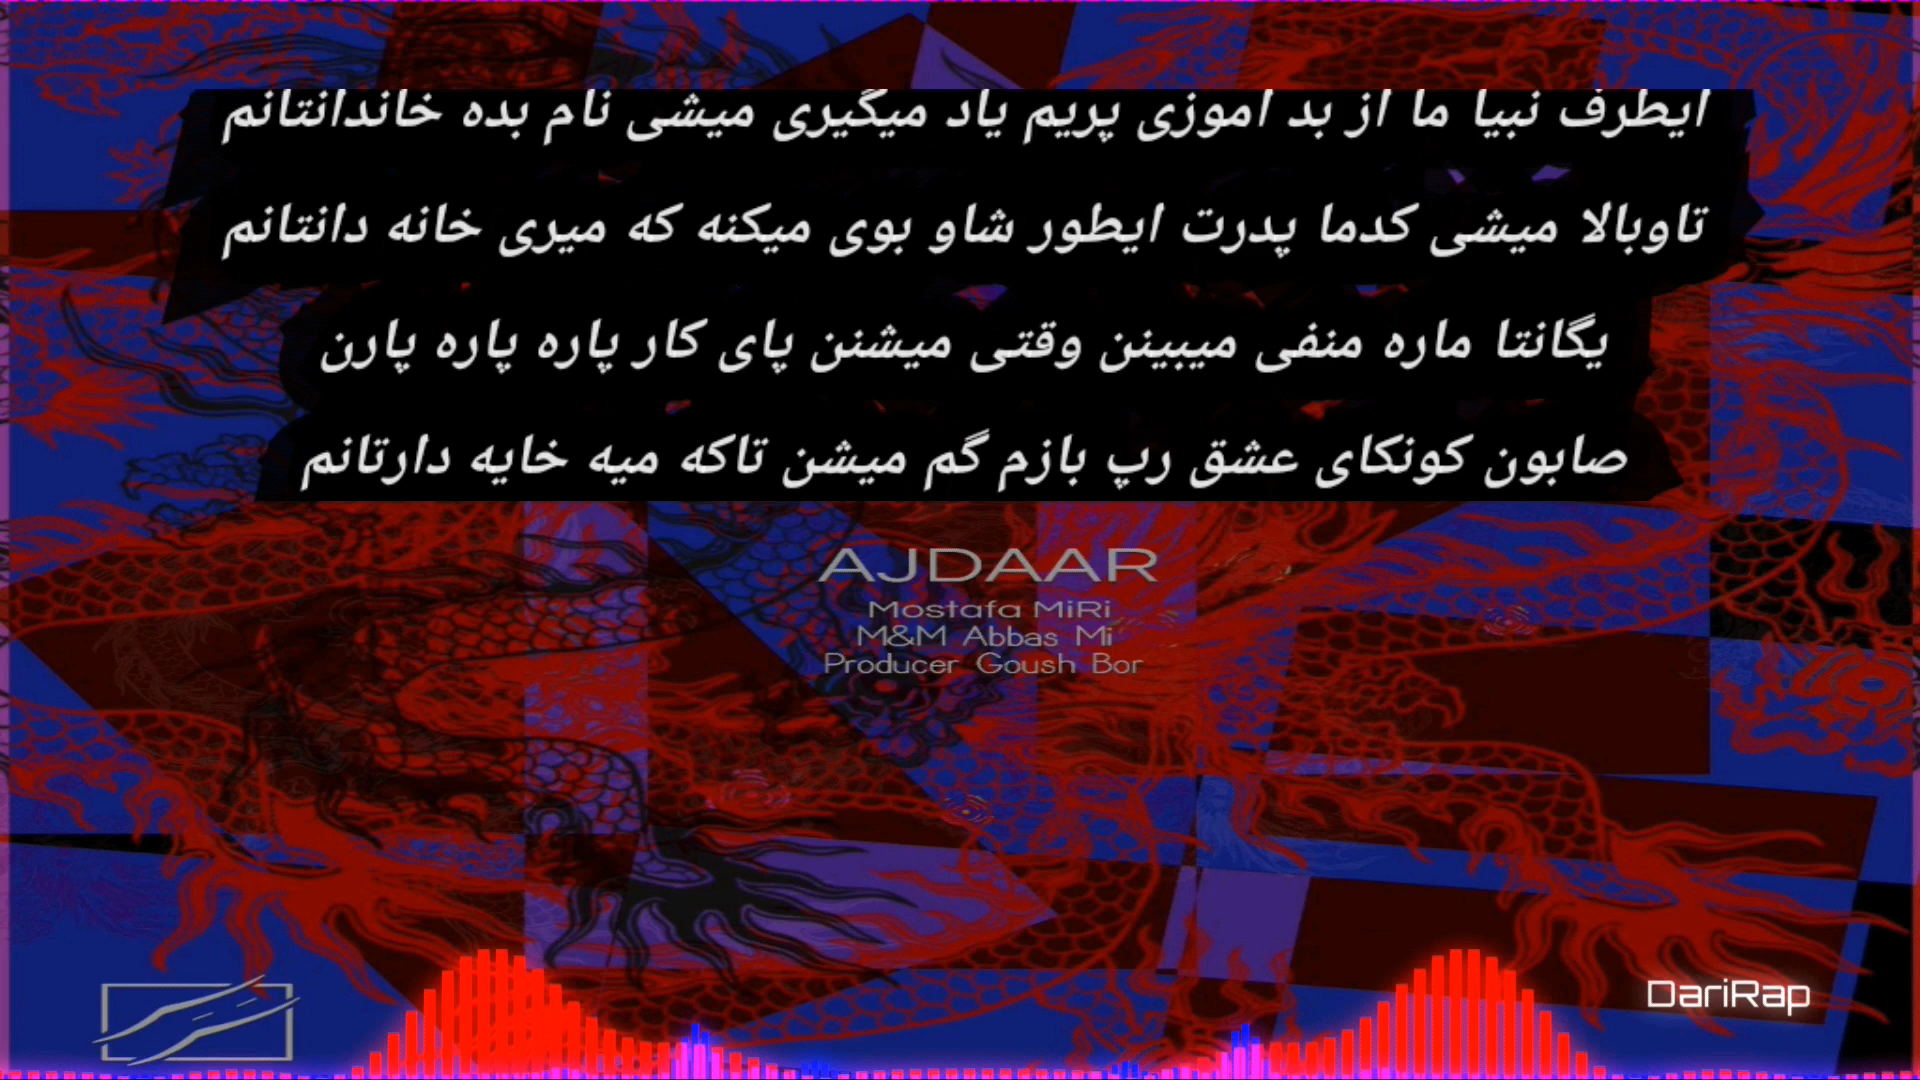 ایطرف نبیا ما از بد آموزی پریم یاد میگیری میشی نام بده خاندانتانم
تاوبالا میشی کدما پدرت ایطور شاو بوی میکنه که میری خانه دانتانم
یگانتا ماره منفی میبینن وقتی میشنن پای کار پاره پاره پارن
صابون کونکای عشق رپ بازم گم میشن تاکه میه خایه دارتانم
AJDAAR
Mostafa MiRi
M&M Abbas Mi
Producer Goush Bor
DariRap